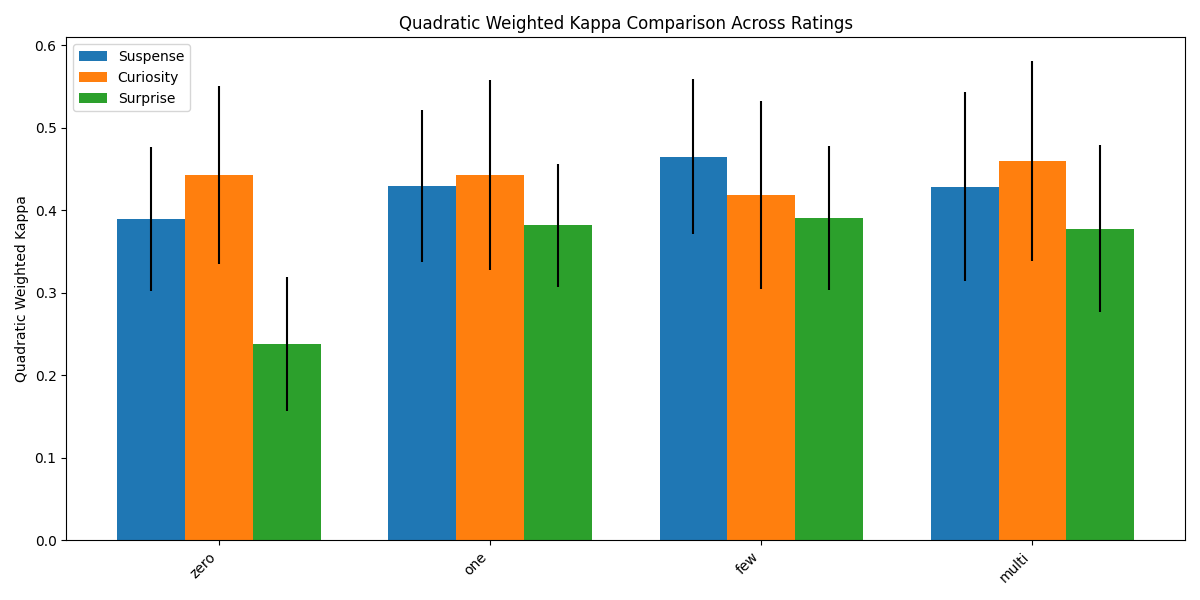 Quadratic Weighted Kappa Comparison Across Ratings
Suspense
Curiosity
Surprise
Quadratic Weighted Kappa
0.6
0.5
0.4
0.3
0.2
0.1
0.0
zero
one
few
multi